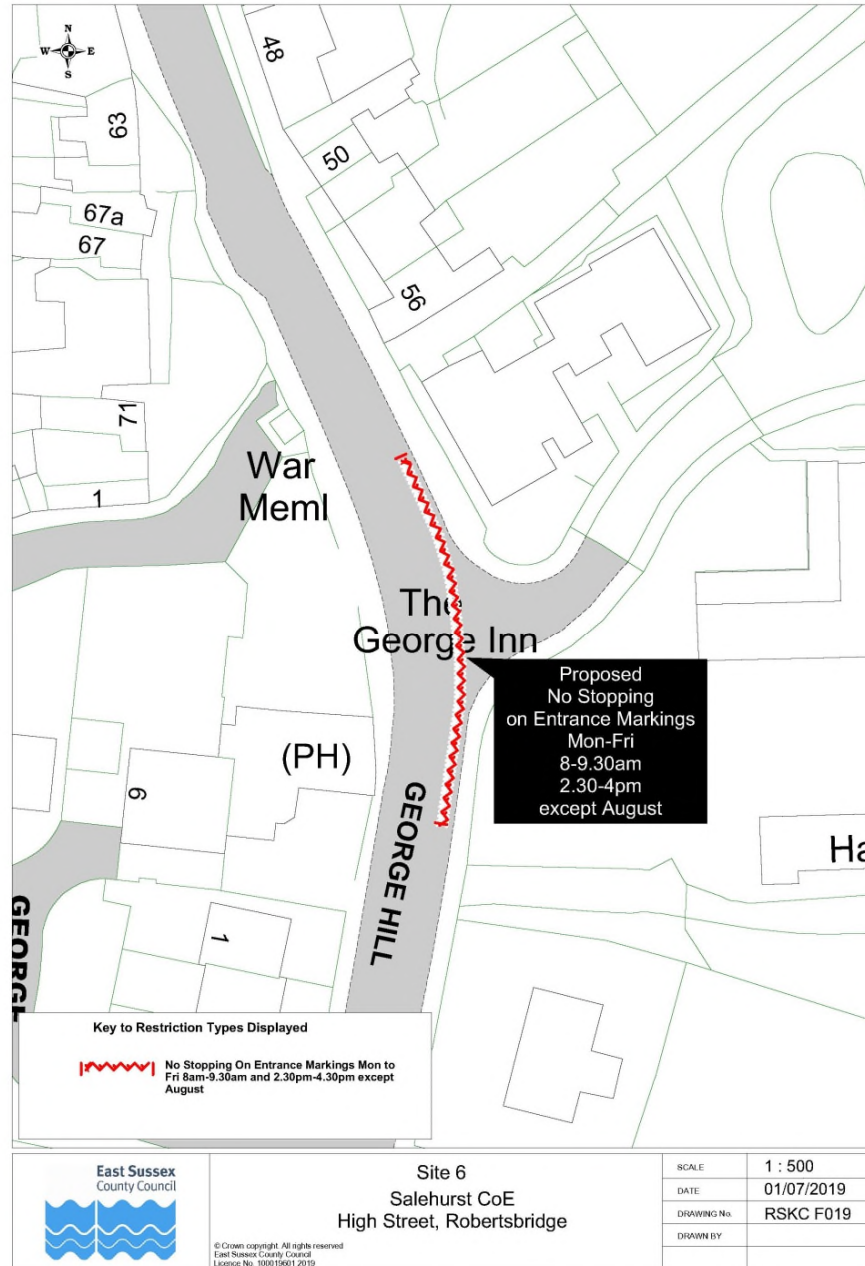 N
W E
S
48
63
50
67a
67
56
71
War
Meml
1
The
George Inn
Proposed
No Stopping
on Entrance Markings
Mon-Fri
8-9.30am
2.30-4pm
except August
(PH)
9
GEORGE HILL
Ha
1
GEORGE
Key to Restriction Types Displayed
No Stopping On Entrance Markings Mon to
Fri 8am-9.30am and 2.30pm-4.30pm except
August
East Sussex
County Council
Site 6
Salehurst CoE
High Street, Robertsbridge
© Crown copyright. All rights reserved
East Sussex County Council
Licence No. 100019601 2019
SCALE 1 : 500
DATE 01/07/2019
DRAWING No. RSKC F019
DRAWN BY